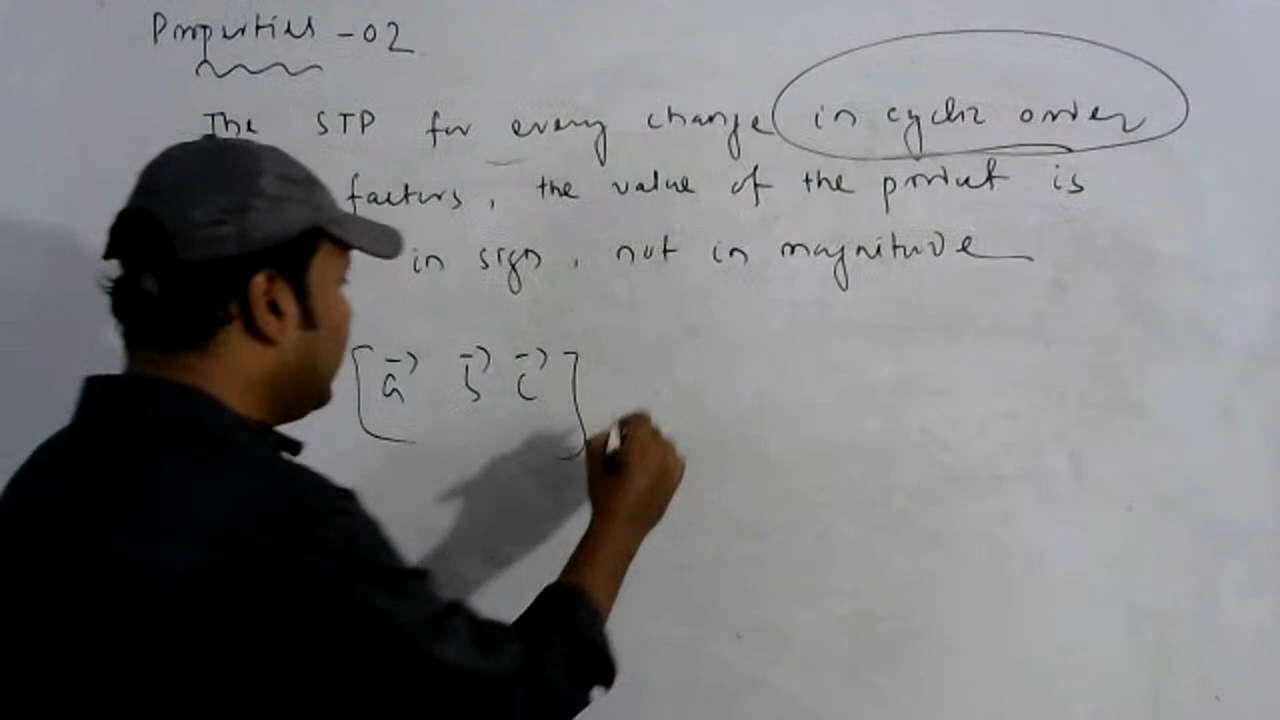 Properties - 02
The STP for every change in cyclic order
factors, the value of the product is
in sign, not in magnitude
[a⃗ b⃗ c⃗]